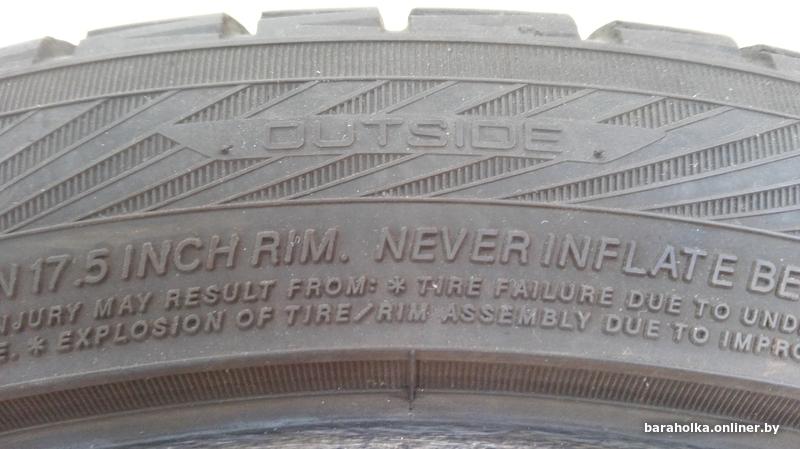 OUTSIDE
N 17.5 INCH RIM. NEVER INFLATE BE
NJURY MAY RESULT FROM: * TIRE FAILURE DUE TO UND
E. * EXPLOSION OF TIRE/RIM ASSEMBLY DUE TO IMPRO
baraholka.onliner.by